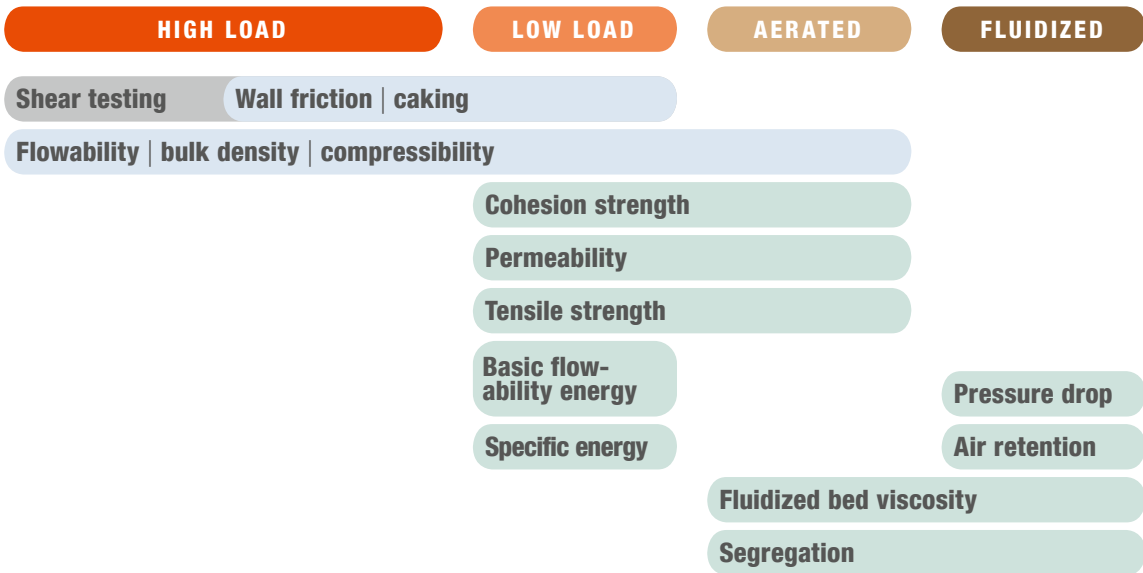 HIGH LOAD
LOW LOAD
AERATED
FLUIDIZED
Shear testing
Wall friction | caking
Flowability | bulk density | compressibility
Cohesion strength
Permeability
Tensile strength
Basic flow-
ability energy
Pressure drop
Specific energy
Air retention
Fluidized bed viscosity
Segregation